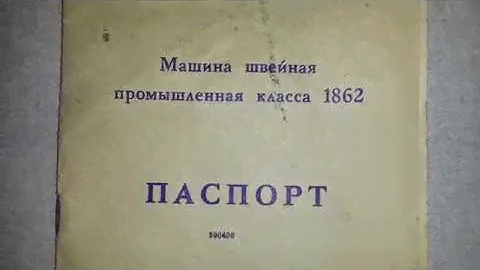 Машина швейная
промышленная класса 1862
ПАСПОРТ